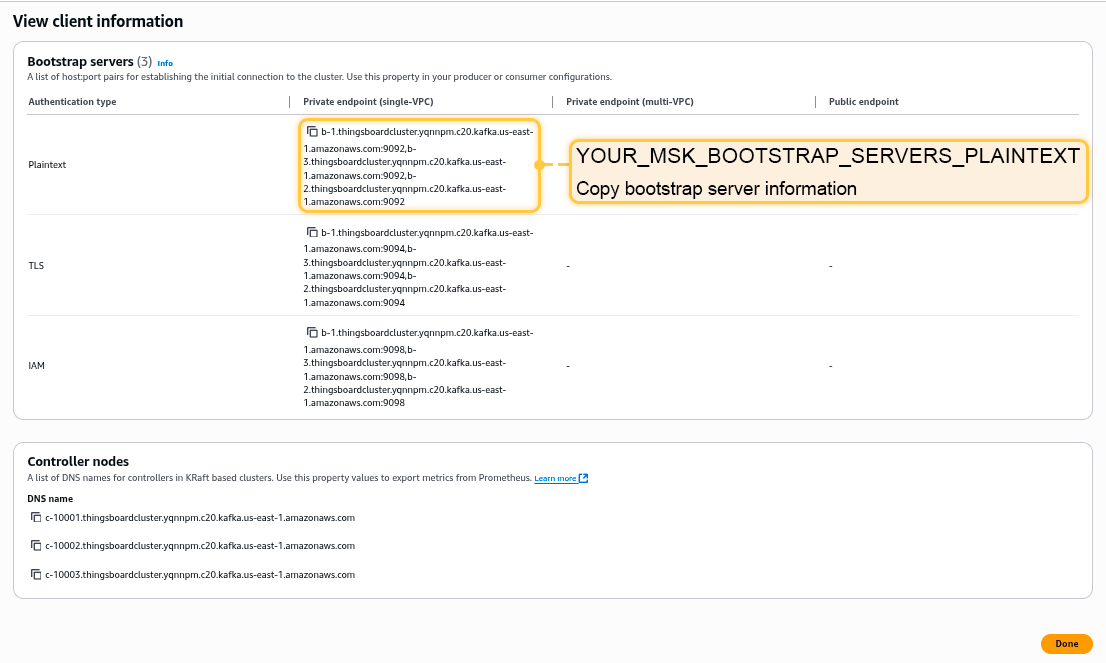 View client information
Bootstrap servers (3) Info
A list of host:port pairs for establishing the initial connection to the cluster. Use this property in your producer or consumer configurations.
Authentication type
Private endpoint (single-VPC)
Private endpoint (multi-VPC)
Public endpoint
Plaintext
b-1.thingsboardcluster.yqnnpm.c20.kafka.us-east-
1.amazonaws.com:9092,b-
3.thingsboardcluster.yqnnpm.c20.kafka.us-east-
1.amazonaws.com:9092,b-
2.thingsboardcluster.yqnnpm.c20.kafka.us-east-
1.amazonaws.com:9092
YOUR_MSK_BOOTSTRAP_SERVERS_PLAINTEXT
Copy bootstrap server information
TLS
b-1.thingsboardcluster.yqnnpm.c20.kafka.us-east-
1.amazonaws.com:9094,b-
3.thingsboardcluster.yqnnpm.c20.kafka.us-east-
1.amazonaws.com:9094,b-
2.thingsboardcluster.yqnnpm.c20.kafka.us-east-
1.amazonaws.com:9094
-
-
IAM
b-1.thingsboardcluster.yqnnpm.c20.kafka.us-east-
1.amazonaws.com:9098,b-
3.thingsboardcluster.yqnnpm.c20.kafka.us-east-
1.amazonaws.com:9098,b-
2.thingsboardcluster.yqnnpm.c20.kafka.us-east-
1.amazonaws.com:9098
-
-
Controller nodes
A list of DNS names for controllers in KRaft based clusters. Use this property values to export metrics from Prometheus. Learn more
DNS name
c-10001.thingsboardcluster.yqnnpm.c20.kafka.us-east-1.amazonaws.com
c-10002.thingsboardcluster.yqnnpm.c20.kafka.us-east-1.amazonaws.com
c-10003.thingsboardcluster.yqnnpm.c20.kafka.us-east-1.amazonaws.com
Done